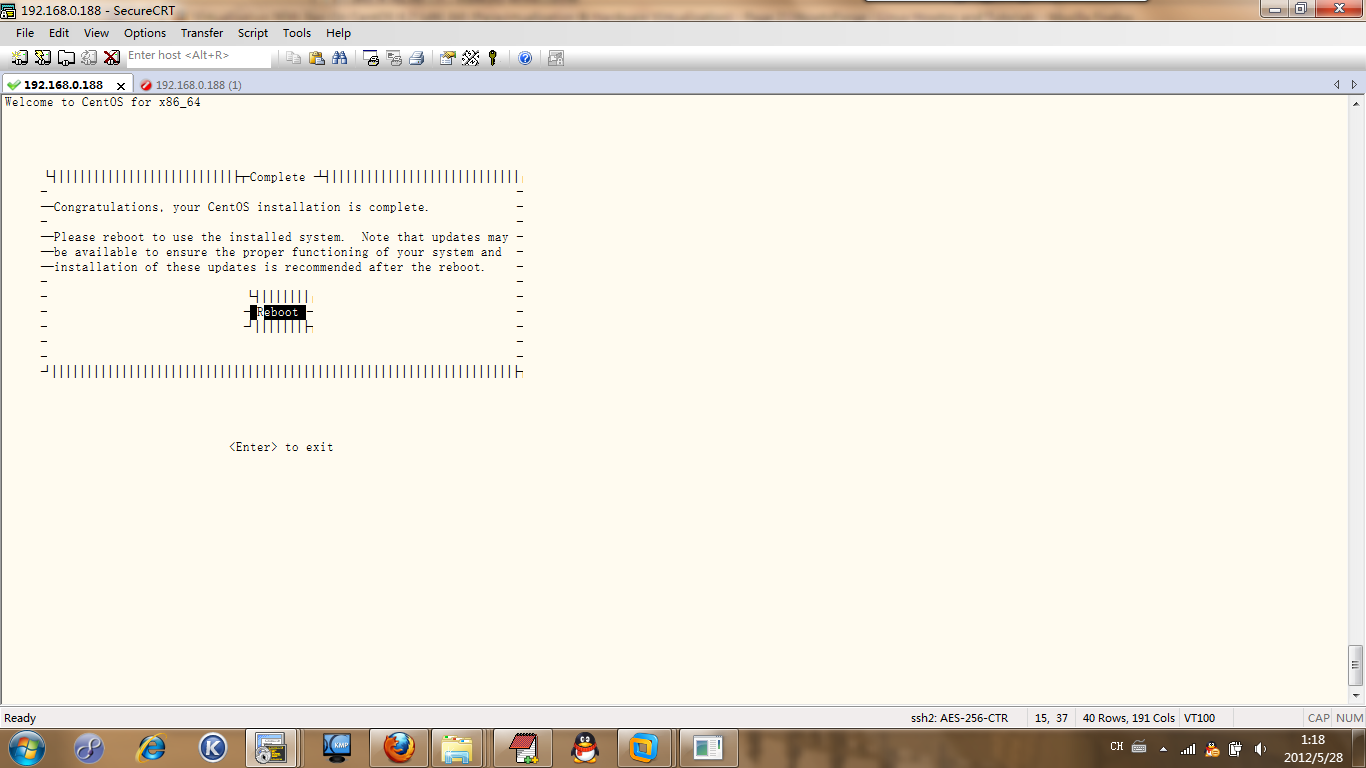 192.168.0.188 - SecureCRT
File Edit View Options Transfer Script Tools Help
Enter host <Alt+R>
192.168.0.188 192.168.0.188 (1)
Welcome to CentOS for x86_64
Complete
Congratulations, your CentOS installation is complete.
Please reboot to use the installed system. Note that updates may
be available to ensure the proper functioning of your system and
installation of these updates is recommended after the reboot.
Reboot
<Enter> to exit
Ready ssh2: AES-256-CTR 15, 37 40 Rows, 191 Cols VT100 CAP NUM
KMP CH 1:18
2012/5/28